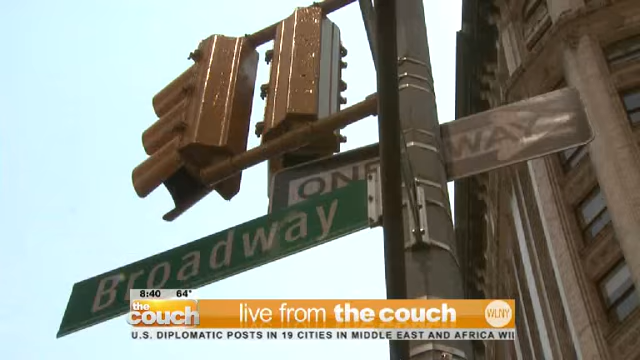 ONE WAY
Broadway
8:40 64°
the couch
live from the couch
WLNY
U.S. DIPLOMATIC POSTS IN 19 CITIES IN MIDDLE EAST AND AFRICA WI